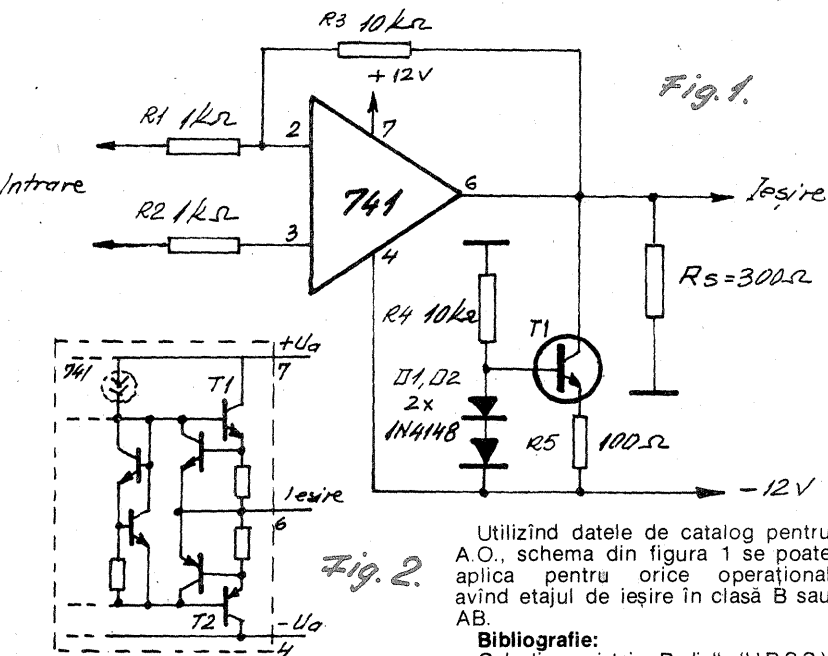 R3 10kΩ
Fig.1.
+12V
R1 1kΩ
2
7
Intrare
741
6
Ieșire
R2 1kΩ
3
4
Rs=300Ω
R4 10kΩ
T1
+Ua
741
7
T1
D1,D2
2x
1N4148
R5 100Ω
-12V
Iesire
6
Fig. 2.
T2
-Ua
4
Utilizînd datele de catalog pentru
A.O., schema din figura 1 se poate
aplica pentru orice operațional
avînd etajul de ieșire în clasă B sau
AB.
Bibliografie: